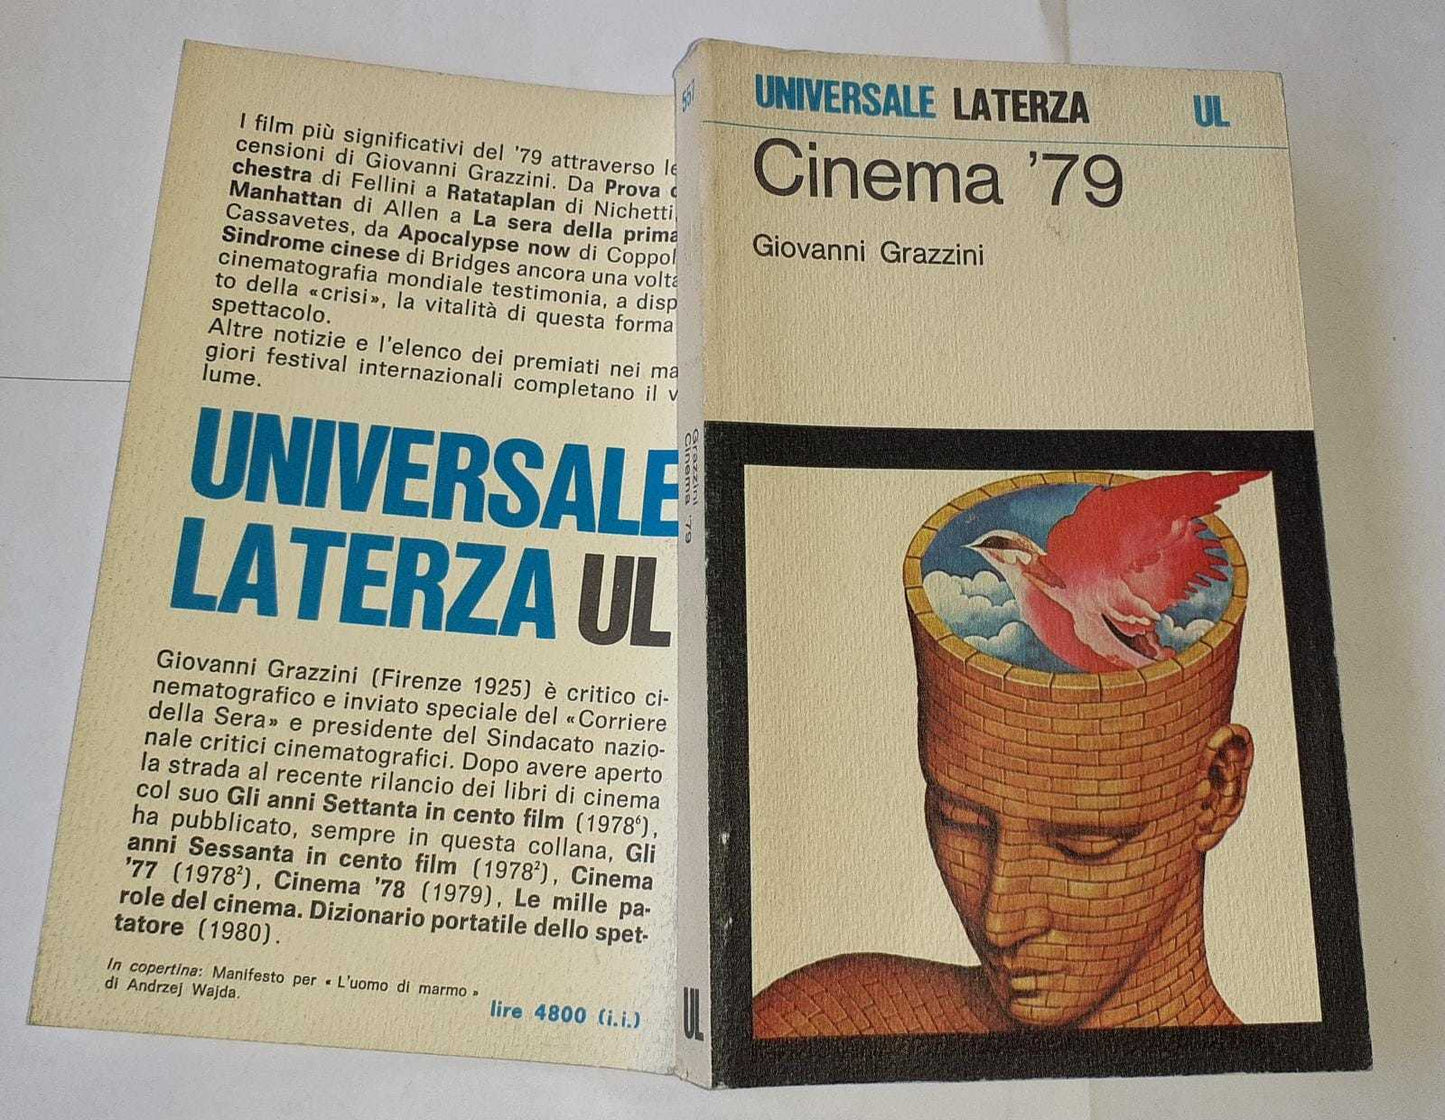 I film più significativi del '79 attraverso le
censioni di Giovanni Grazzini. Da Prova
chestra di Fellini a Ratataplan di Nichetti,
Manhattan di Allen a La sera della prima
Cassavetes, da Apocalypse now di Coppol
Sindrome cinese di Bridges ancora una volta
cinematografia mondiale testimonia, a disp
to della «crisi», la vitalità di questa forma
spettacolo.
Altre notizie e l'elenco dei premiati nei ma
giori festival internazionali completano il v
lume.
UNIVERSALE
LATERZA UL
Giovanni Grazzini (Firenze 1925) è critico ci-
nematografico e inviato speciale del «Corriere
della Sera» e presidente del Sindacato nazio-
nale critici cinematografici. Dopo avere aperto
la strada al recente rilancio dei libri di cinema
col suo Gli anni Settanta in cento film (1978⁶),
ha pubblicato, sempre in questa collana, Gli
anni Sessanta in cento film (1978²), Cinema
'77 (1978²), Cinema '78 (1979), Le mille pa-
role del cinema. Dizionario portatile dello spet-
tatore (1980).
In copertina: Manifesto per « L'uomo di marmo »
di Andrzej Wajda.
lire 4800 (i.i.)
557
Grazzini
Cinema '79
UL
UNIVERSALE LATERZA UL
Cinema '79
Giovanni Grazzini